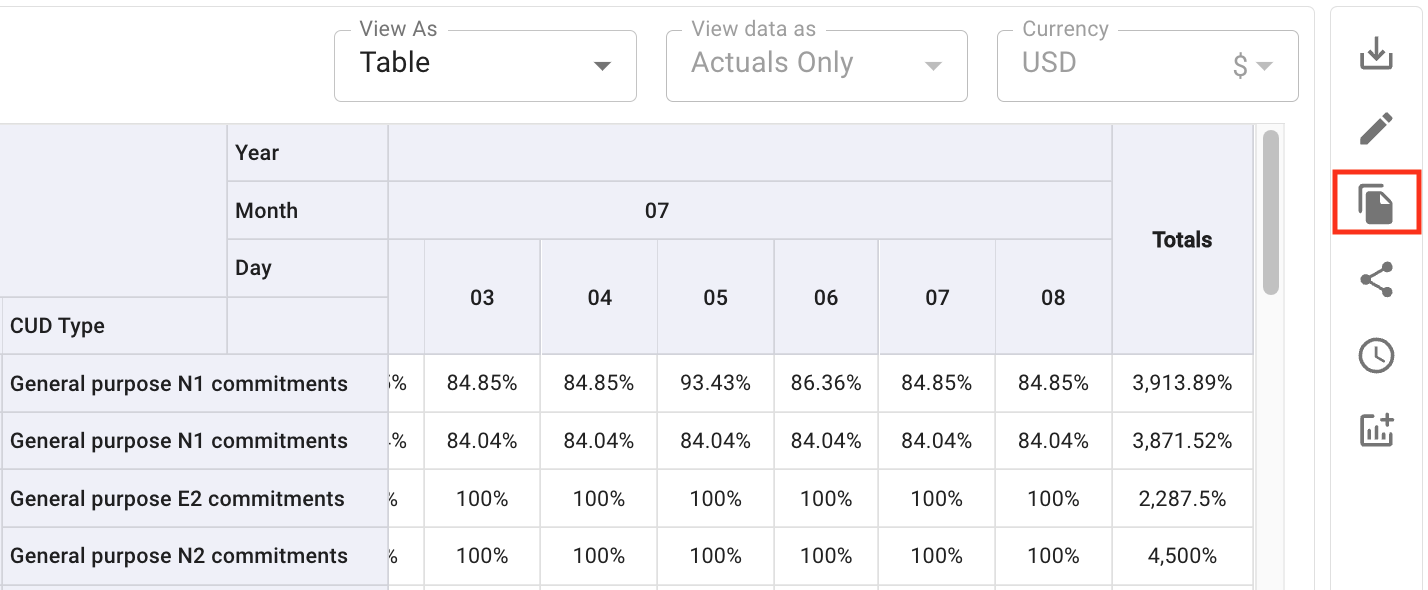 View As View data as Currency
Table Actuals Only USD $
Year
Month 07
Totals
Day
03 04 05 06 07 08
CUD Type
General purpose N1 commitments % 84.85% 84.85% 93.43% 86.36% 84.85% 84.85% 3,913.89%
General purpose N1 commitments % 84.04% 84.04% 84.04% 84.04% 84.04% 84.04% 3,871.52%
General purpose E2 commitments % 100% 100% 100% 100% 100% 100% 2,287.5%
General purpose N2 commitments % 100% 100% 100% 100% 100% 100% 4,500%